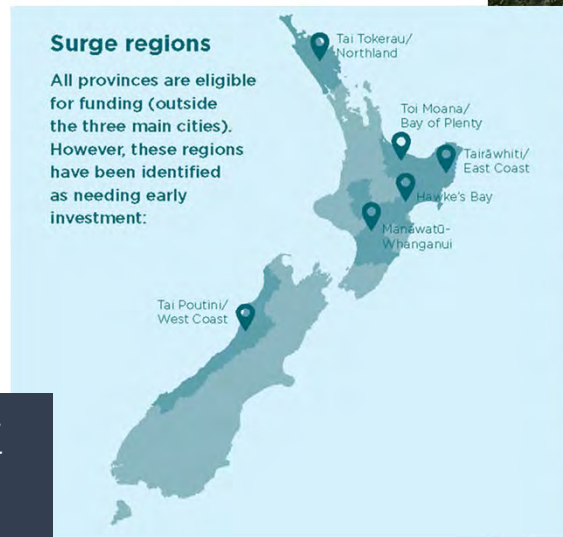 Surge regions
All provinces are eligible
for funding (outside
the three main cities).
However, these regions
have been identified
as needing early
investment:
Tai Tokerau/
Northland
Toi Moana/
Bay of Plenty
Tairāwhiti/
East Coast
Hawke's Bay
Manawatū-
Whanganui
Tai Poutini/
West Coast